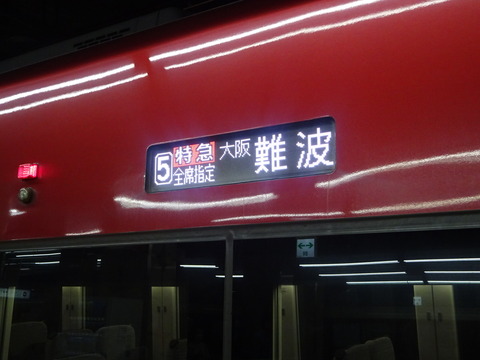 5 特急 大阪 難波
全席指定